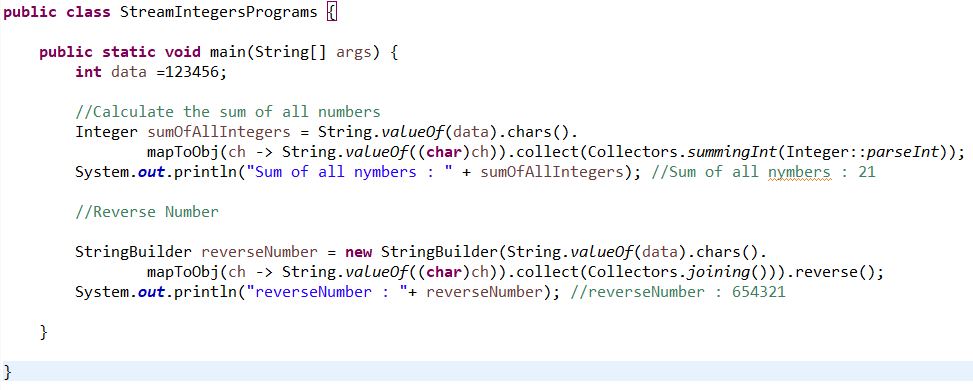 public class StreamIntegersPrograms {
public static void main(String[] args) {
int data =123456;
//Calculate the sum of all numbers
Integer sumOfAllIntegers = String.valueOf(data).chars().
mapToObj(ch -> String.valueOf((char)ch)).collect(Collectors.summingInt(Integer::parseInt));
System.out.println("Sum of all nymbers : " + sumOfAllIntegers); //Sum of all nymbers : 21
//Reverse Number
StringBuilder reverseNumber = new StringBuilder(String.valueOf(data).chars().
mapToObj(ch -> String.valueOf((char)ch)).collect(Collectors.joining())).reverse();
System.out.println("reverseNumber : "+ reverseNumber); //reverseNumber : 654321
}
}